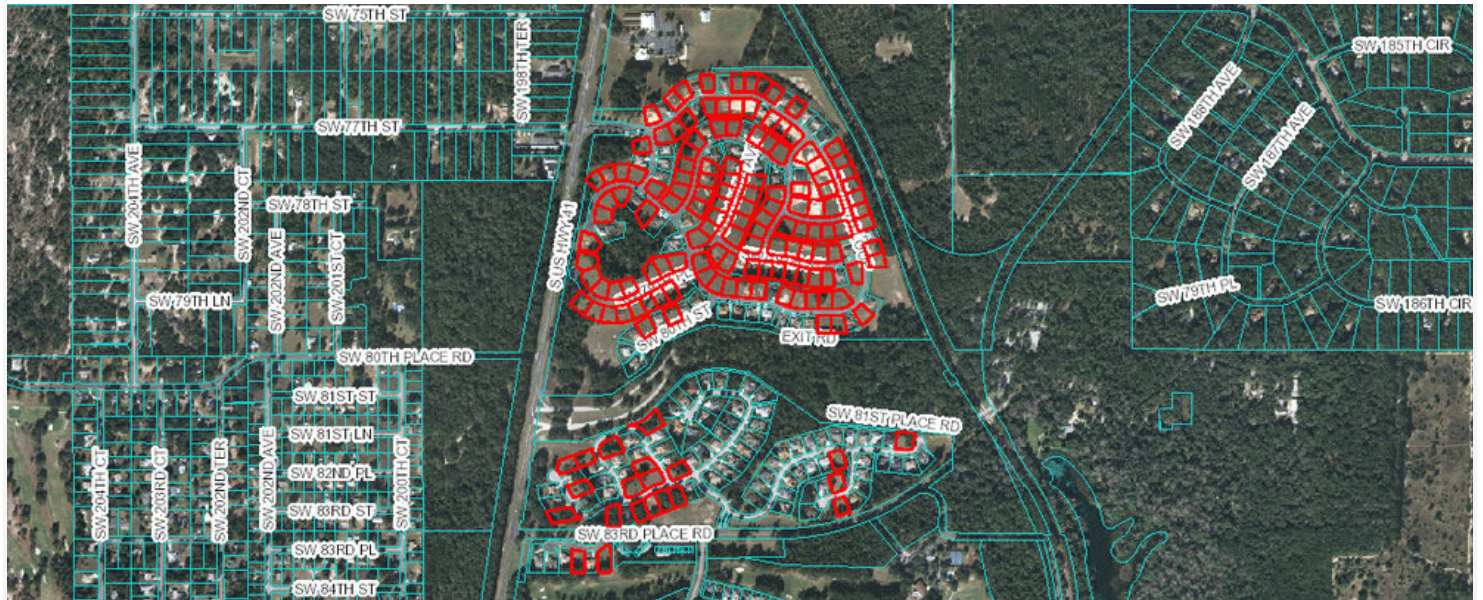 SW 75TH ST
SW 198TH TER
SW 185TH CIR
SW 188TH AVE
SW 187TH AVE
SW 77TH ST
SW 204TH AVE
SW 202ND CT
SW 78TH ST
SW 202ND AVE
SW 201ST CT
S US HWY 41
SW 79TH LN
SW 79TH PL
SW 186TH CIR
SW 80TH ST
EXIT RD
SW 80TH PLACE RD
SW 81ST ST
SW 81ST PLACE RD
SW 81ST LN
SW 82ND PL
SW 204TH CT
SW 203RD CT
SW 202ND TER
SW 202ND AVE
SW 200TH CT
SW 83RD ST
SW 83RD PLACE RD
SW 83RD PL
SW 84TH ST